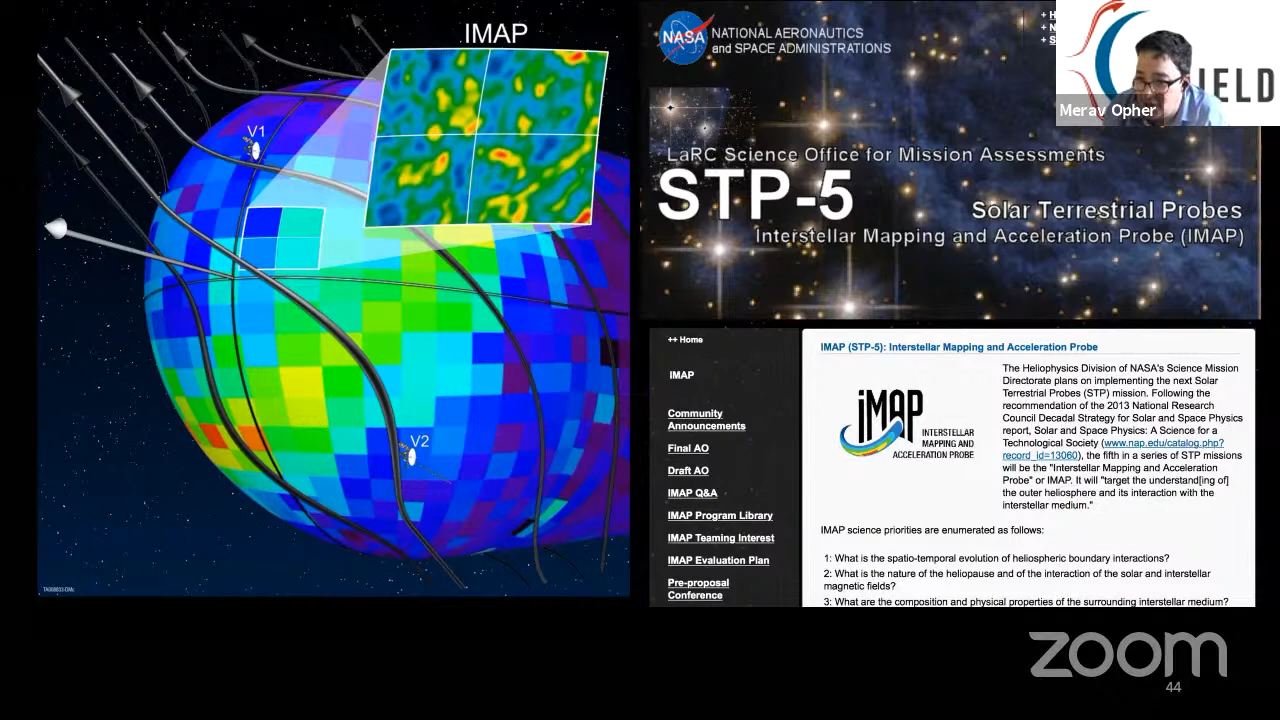 IMAP
V1
V2
NASA
NATIONAL AERONAUTICS
and SPACE ADMINISTRATIONS
LaRC Science Office for Mission Assessments
STP-5
Solar Terrestrial Probes
Interstellar Mapping and Acceleration Probe (IMAP)
IELD
Merav Opher
++ Home
IMAP
Community
Announcements
Final AO
Draft AO
IMAP Q&A
IMAP Program Library
IMAP Teaming Interest
IMAP Evaluation Plan
Pre-proposal
Conference
IMAP (STP-5): Interstellar Mapping and Acceleration Probe
iMAP
INTERSTELLAR
MAPPING AND
ACCELERATION PROBE
The Heliophysics Division of NASA's Science Mission
Directorate plans on implementing the next Solar
Terrestrial Probes (STP) mission. Following the
recommendation of the 2013 National Research
Council Decadal Strategy for Solar and Space Physics
report, Solar and Space Physics: A Science for a
Technological Society (www.nap.edu/catalog.php?
record_id=13060), the fifth in a series of STP missions
will be the "Interstellar Mapping and Acceleration
Probe" or IMAP. It will "target the understand[ing of]
the outer heliosphere and its interaction with the
interstellar medium."
IMAP science priorities are enumerated as follows:
1: What is the spatio-temporal evolution of heliospheric boundary interactions?
2: What is the nature of the heliopause and of the interaction of the solar and interstellar
magnetic fields?
3: What are the composition and physical properties of the surrounding interstellar medium?
zoom
44